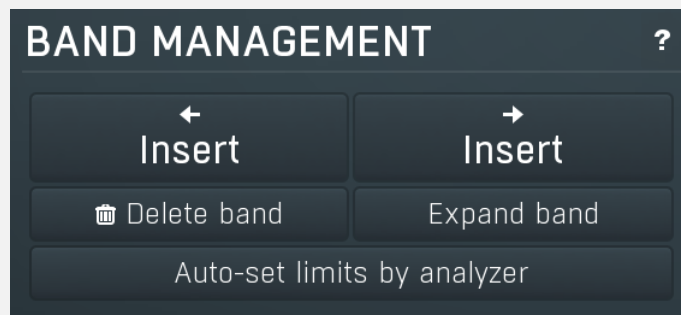 BAND MANAGEMENT ?
← →
Insert Insert
Delete band Expand band
Auto-set limits by analyzer